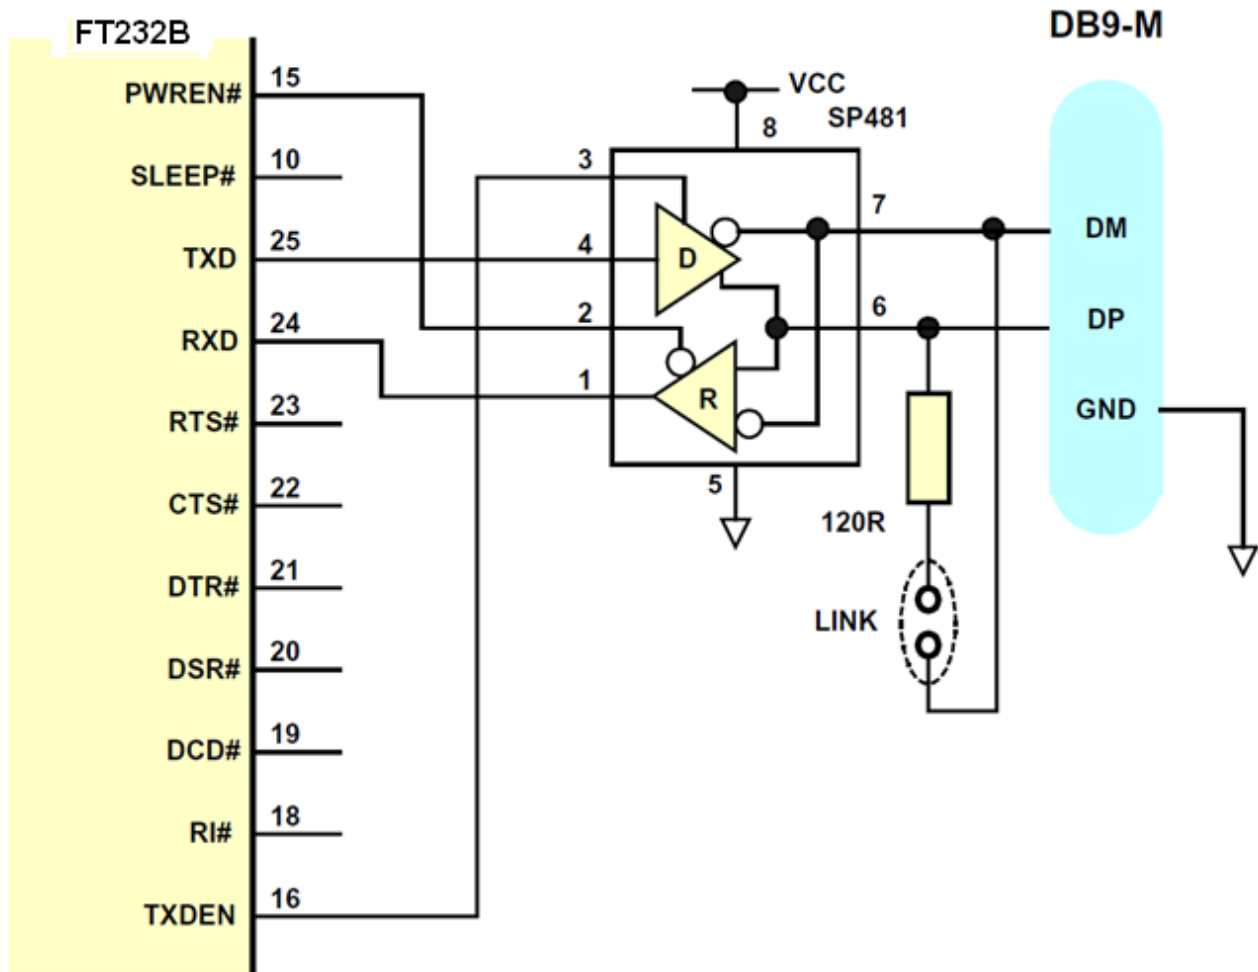 FT232B
DB9-M
PWREN# 15
SLEEP# 10
TXD 25
RXD 24
RTS# 23
CTS# 22
DTR# 21
DSR# 20
DCD# 19
RI# 18
TXDEN 16
VCC
SP481
8
3
4
2
1
D
R
7
6
5
120R
LINK
DM
DP
GND